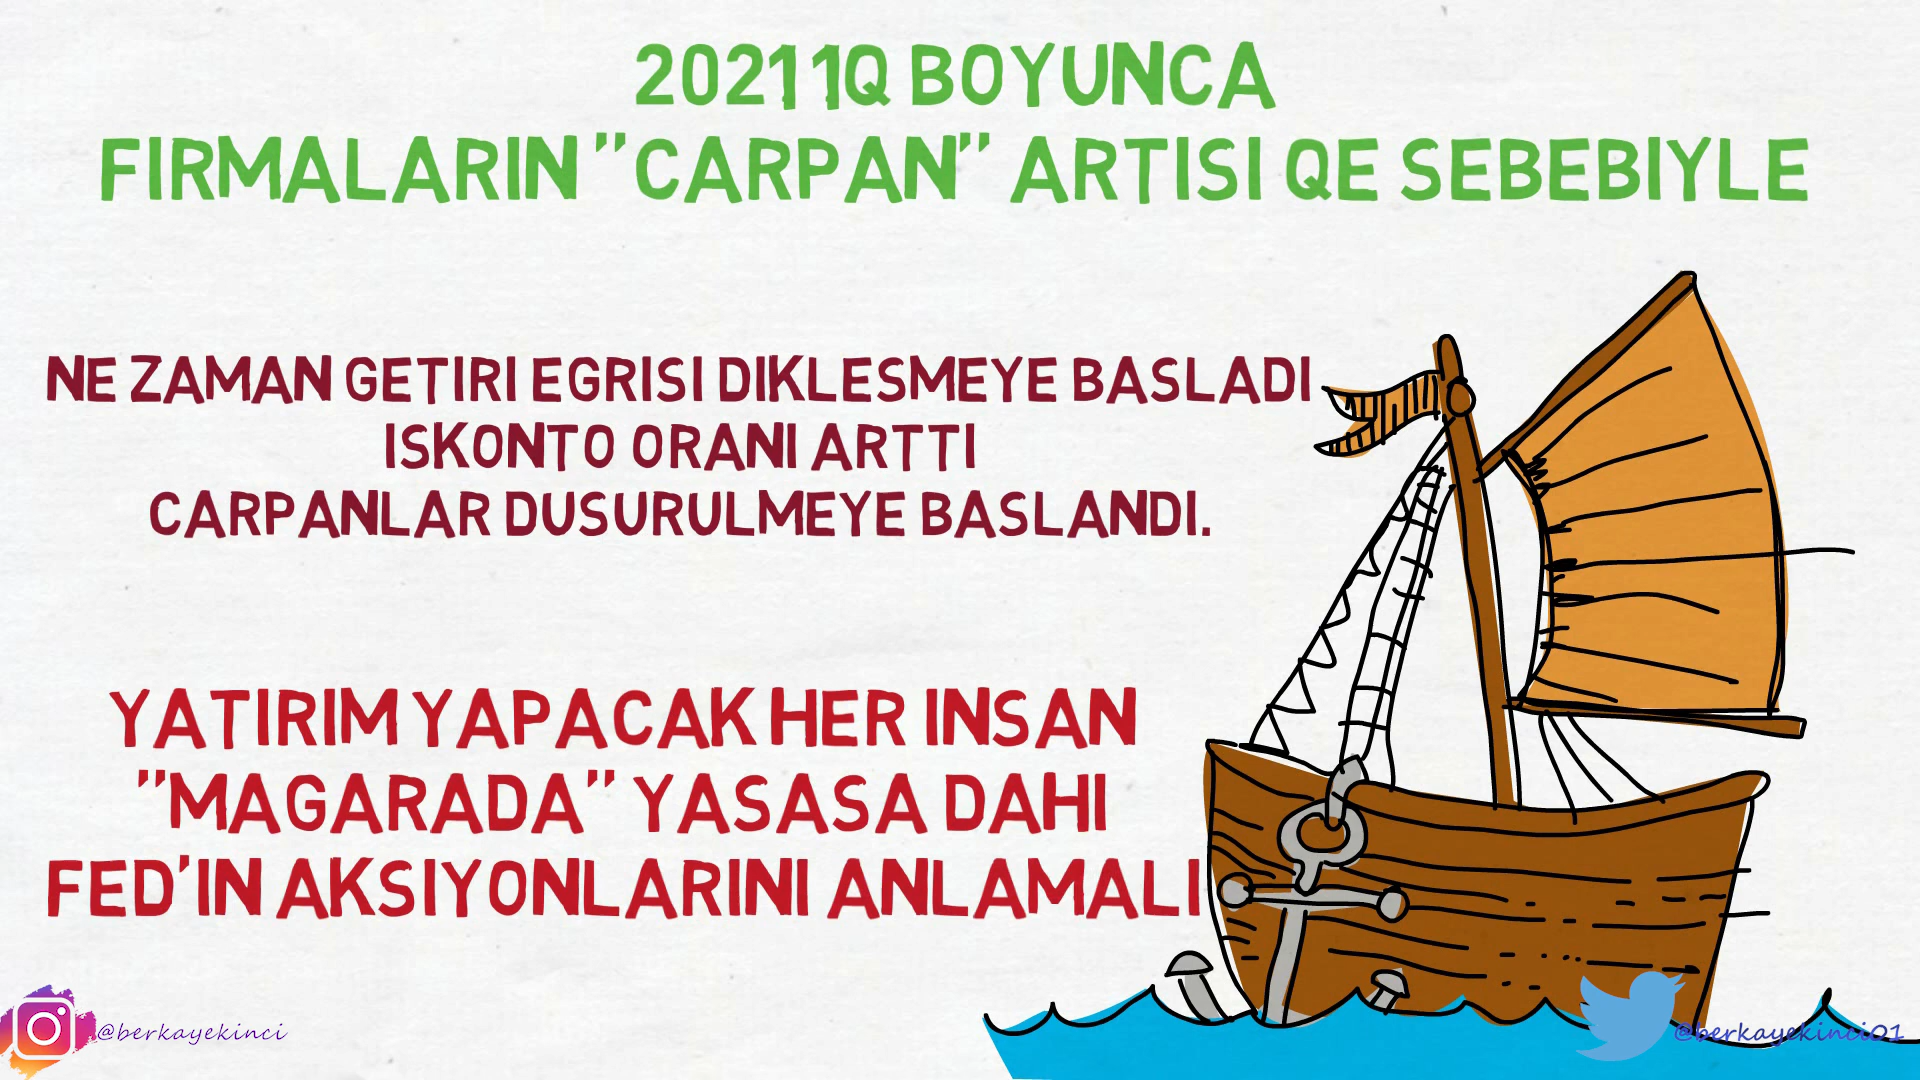 2021 1Q BOYUNCA
FIRMALARIN "CARPAN" ARTISI QE SEBEBIYLE
NE ZAMAN GETIRI EGRISI DIKLESMEYE BASLADI
ISKONTO ORANI ARTTI
CARPANLAR DUSURULMEYE BASLANDI.
YATIRIM YAPACAK HER INSAN
"MAGARADA" YASASA DAHI
FED'IN AKSIYONLARINI ANLAMALI
@berkayekinci
@berkayekinci01